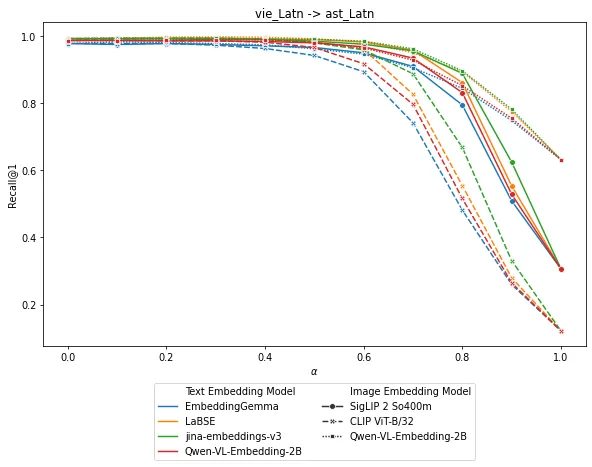 vie_Latn -> ast_Latn
Recall@1
1.0
0.8
0.6
0.4
0.2
0.0 0.2 0.4 0.6 0.8 1.0
α
Text Embedding Model Image Embedding Model
EmbeddingGemma SigLIP 2 So400m
LaBSE CLIP ViT-B/32
jina-embeddings-v3 Qwen-VL-Embedding-2B
Qwen-VL-Embedding-2B